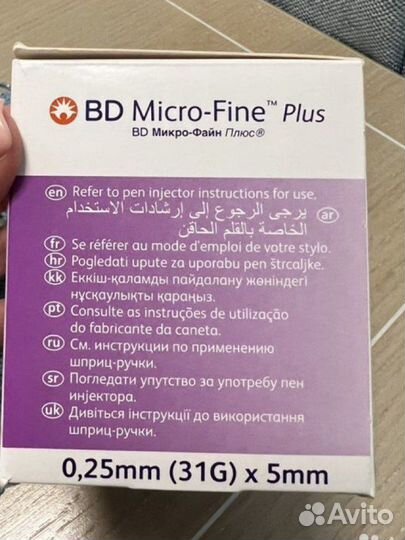 BD Micro-Fine™ Plus
BD Микро-Файн Плюс®
en Refer to pen injector instructions for use.
ar يرجى الرجوع إلى إرشادات الاستخدام
الخاصة بالقلم الحاقن
fr Se référer au mode d'emploi de votre stylo.
hr Pogledati upute za uporabu pen štrcaljke.
kk Еккіш-қаламды пайдалану жөніндегі
нұсқаулықты қараңыз.
pt Consulte as instruções de utilização
do fabricante da caneta.
ru См. инструкции по применению
шприц-ручки.
sr Погледати упутство за употребу пен
инјектора.
uk Дивіться інструкції до використання
шприц-ручки.
0,25mm (31G) x 5mm
Avito